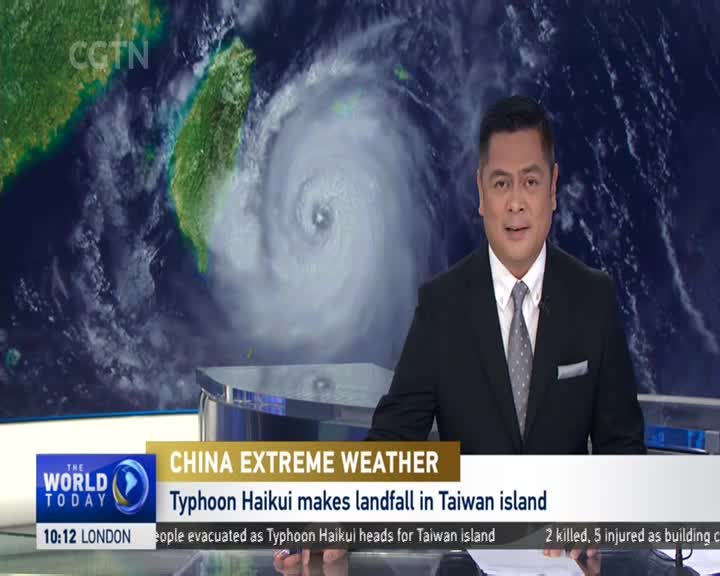 CGTN
CHINA EXTREME WEATHER
THE
WORLD
TODAY
Typhoon Haikui makes landfall in Taiwan island
10:12 LONDON
eople evacuated as Typhoon Haikui heads for Taiwan island 2 killed, 5 injured as building c